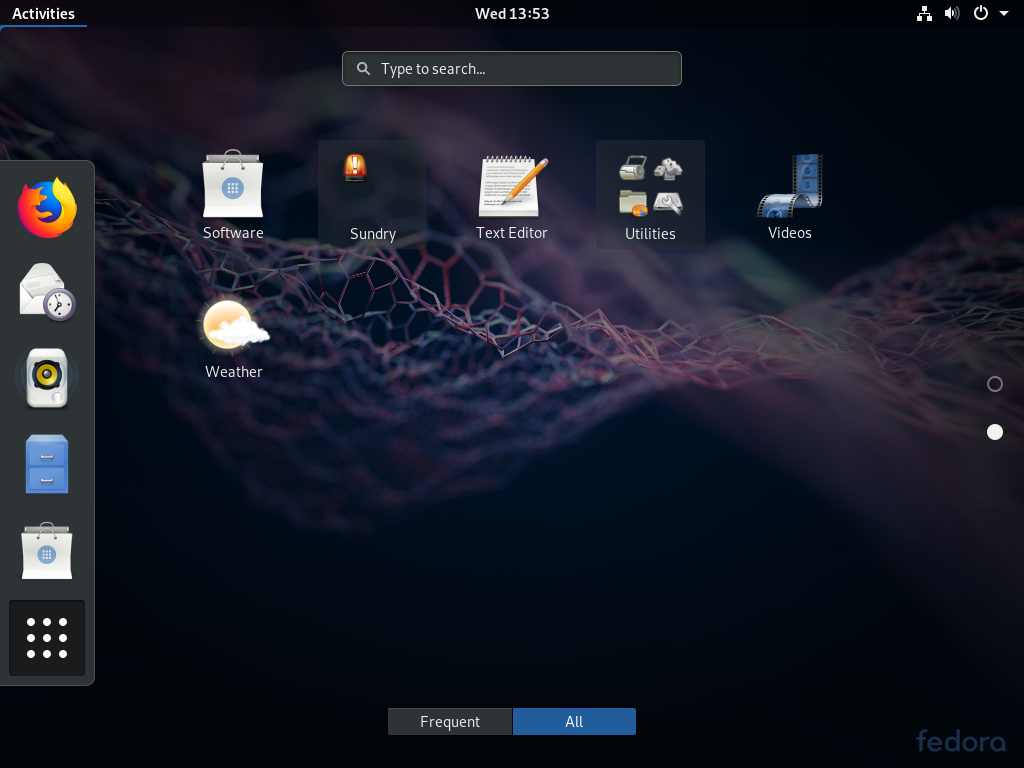 Activities
Wed 13:53
Type to search...
Software
Sundry
Text Editor
Utilities
Videos
Weather
Frequent
All
fedora